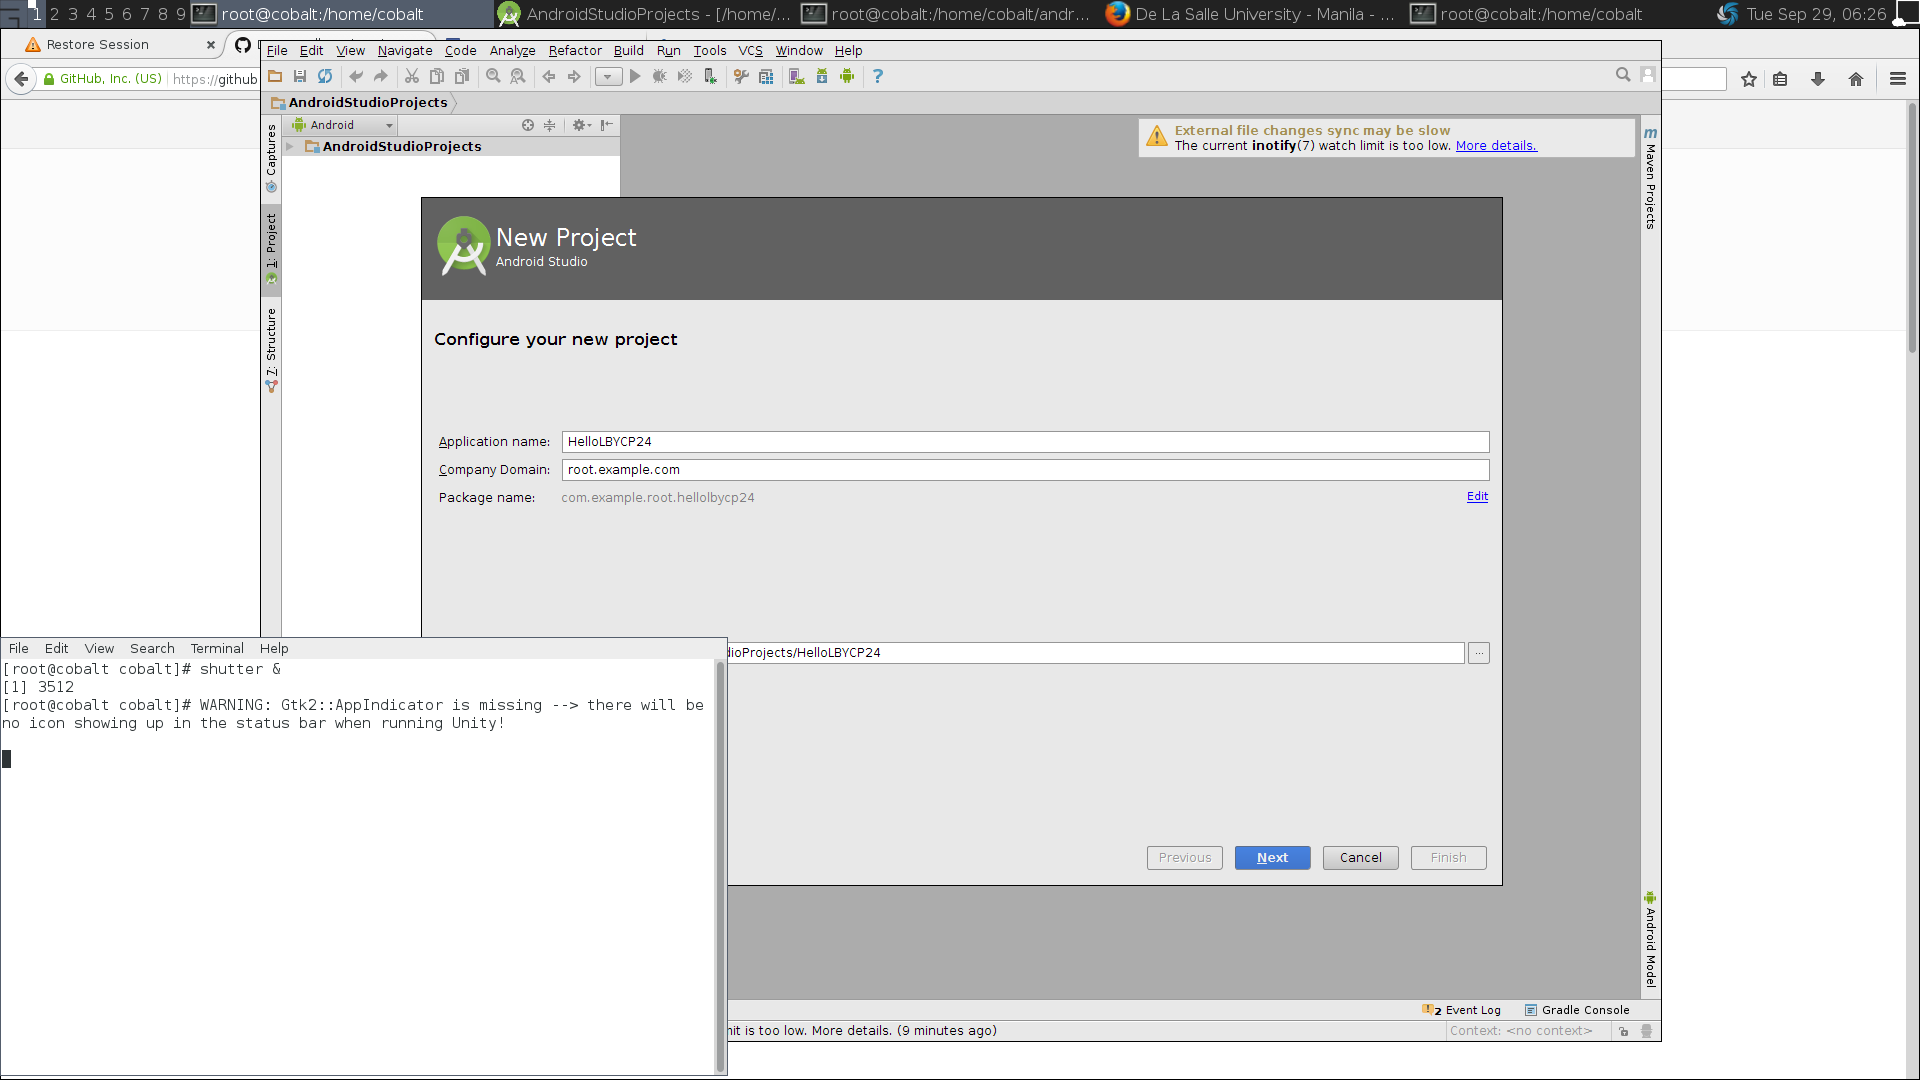 1 2 3 4 5 6 7 8 9 root@cobalt:/home/cobalt AndroidStudioProjects - [/home/... root@cobalt:/home/cobalt/andr... De La Salle University - Manila - ... root@cobalt:/home/cobalt Tue Sep 29, 06:26
Restore Session
GitHub, Inc. (US) https://github
File Edit View Navigate Code Analyze Refactor Build Run Tools VCS Window Help
AndroidStudioProjects
Android
AndroidStudioProjects
Captures
1: Project
7: Structure
External file changes sync may be slow
The current inotify(7) watch limit is too low. More details.
Maven Projects
New Project
Android Studio
Configure your new project
Application name: HelloLBYCP24
Company Domain: root.example.com
Package name: com.example.root.hellolbycp24 Edit
dioProjects/HelloLBYCP24 ...
Previous Next Cancel Finish
Android Model
2 Event Log Gradle Console
nit is too low. More details. (9 minutes ago) Context: <no context>
File Edit View Search Terminal Help
[root@cobalt cobalt]# shutter &
[1] 3512
[root@cobalt cobalt]# WARNING: Gtk2::AppIndicator is missing --> there will be
no icon showing up in the status bar when running Unity!